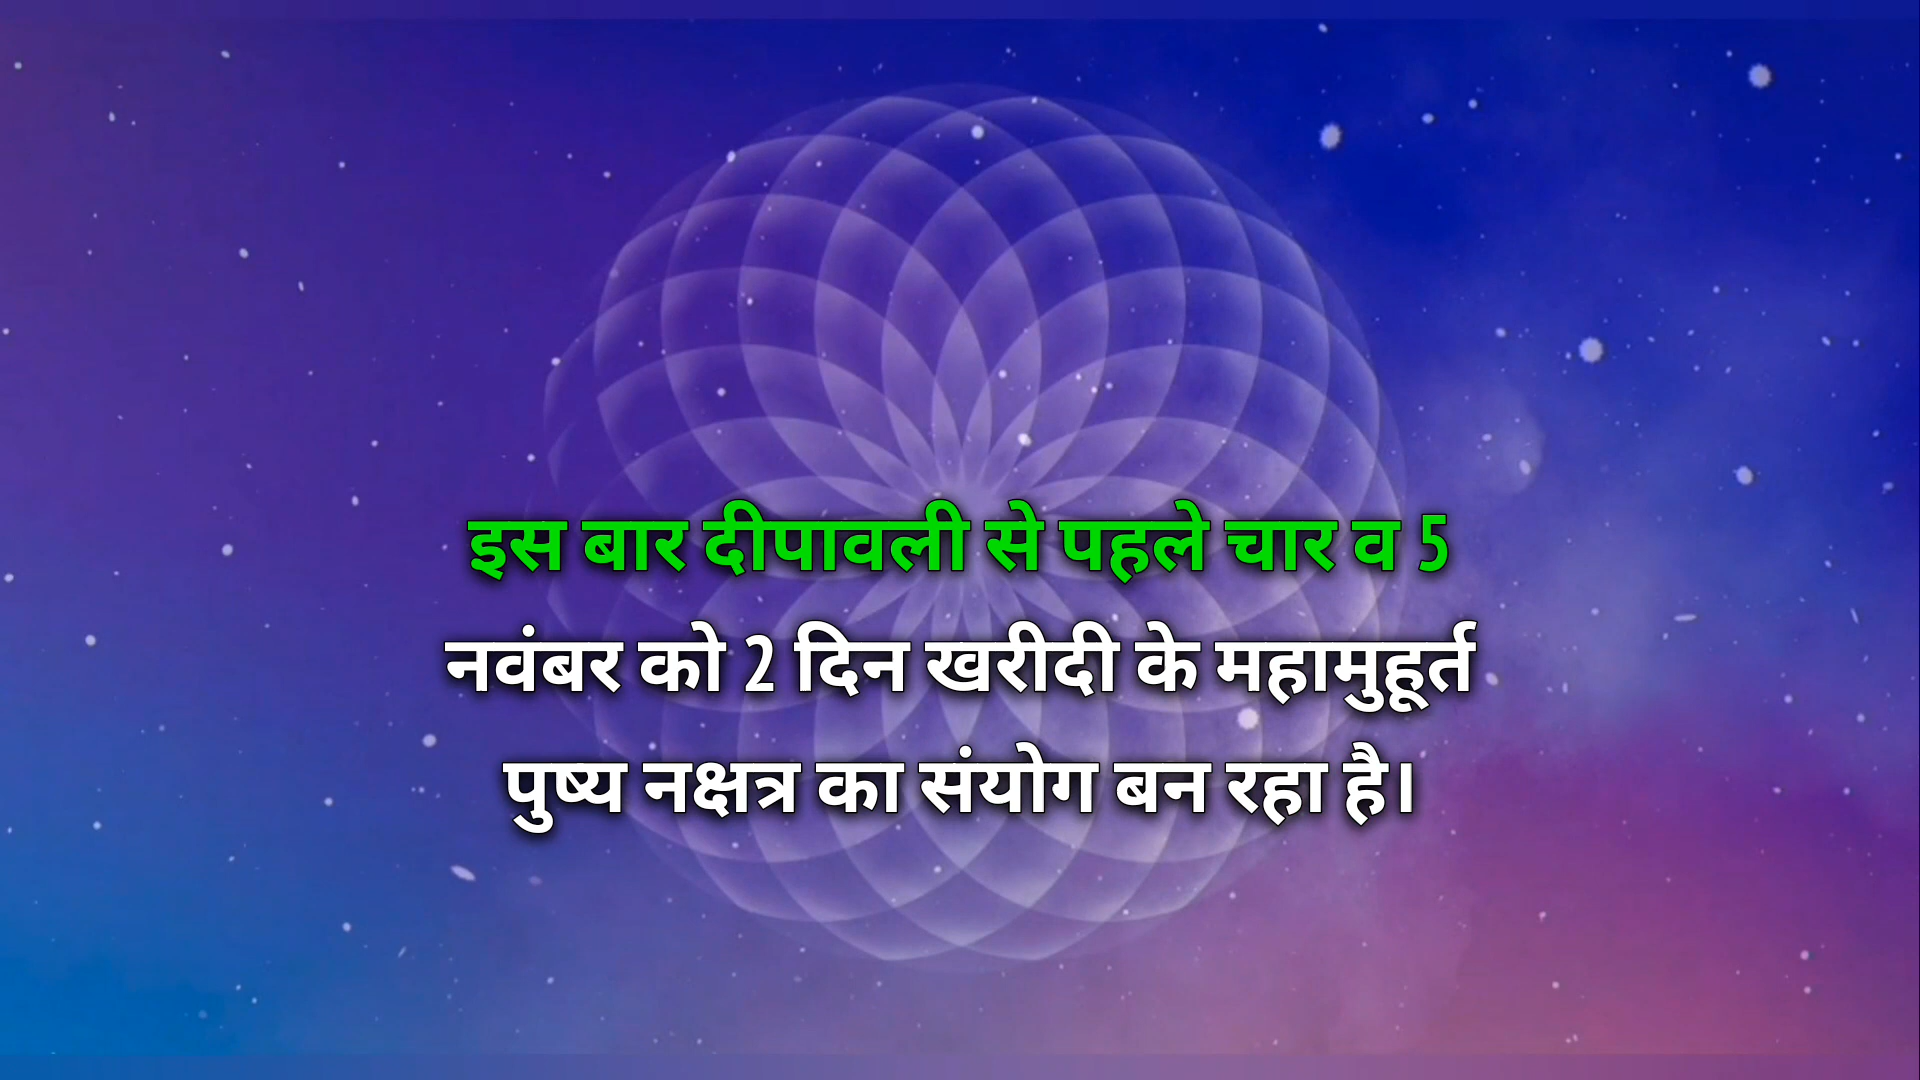 इस बार दीपावली से पहले चार व 5
नवंबर को 2 दिन खरीदी के महामुहूर्त
पुष्य नक्षत्र का संयोग बन रहा है।